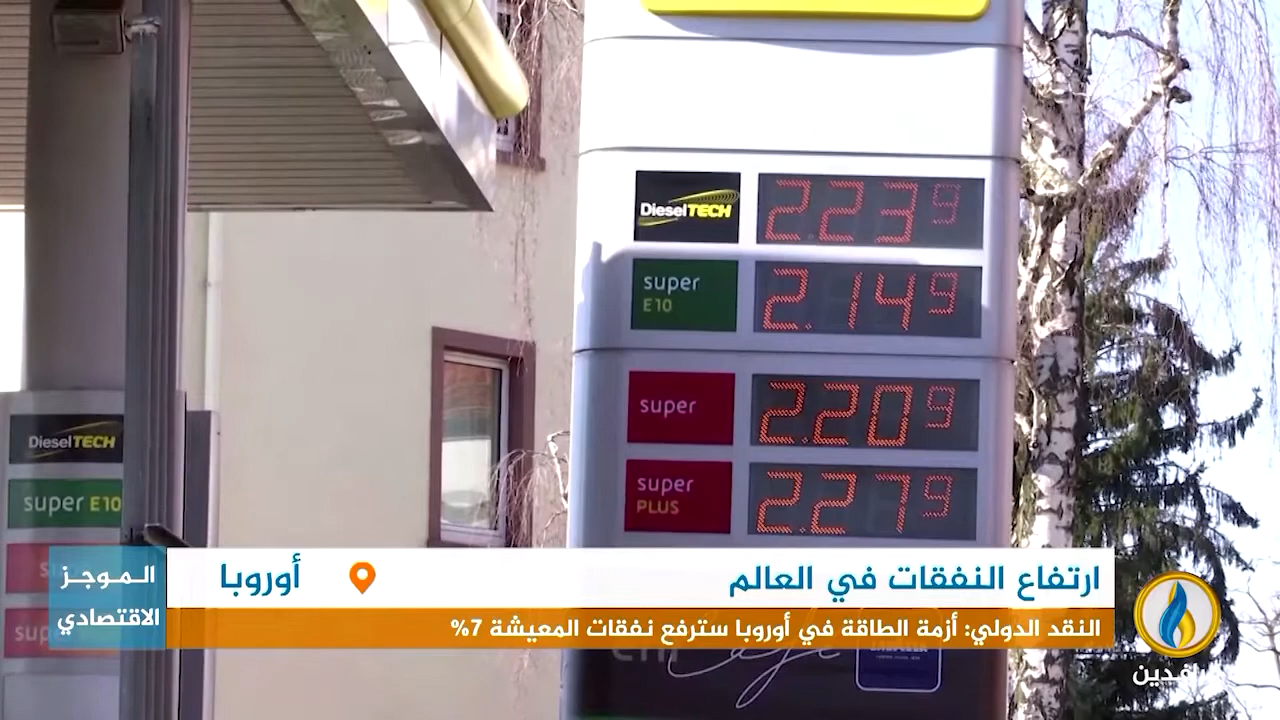 DieselTECH 2.239
super E10 2.149
super 2.209
super PLUS 2.279
DieselTECH
super E10
ارتفاع النفقات في العالم
أوروبا
الموجز الاقتصادي
النقد الدولي: أزمة الطاقة في أوروبا سترفع نفقات المعيشة 7%
Café